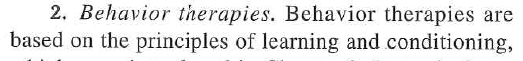 2. Behavior therapies. Behavior therapies are
based on the principles of learning and conditioning,